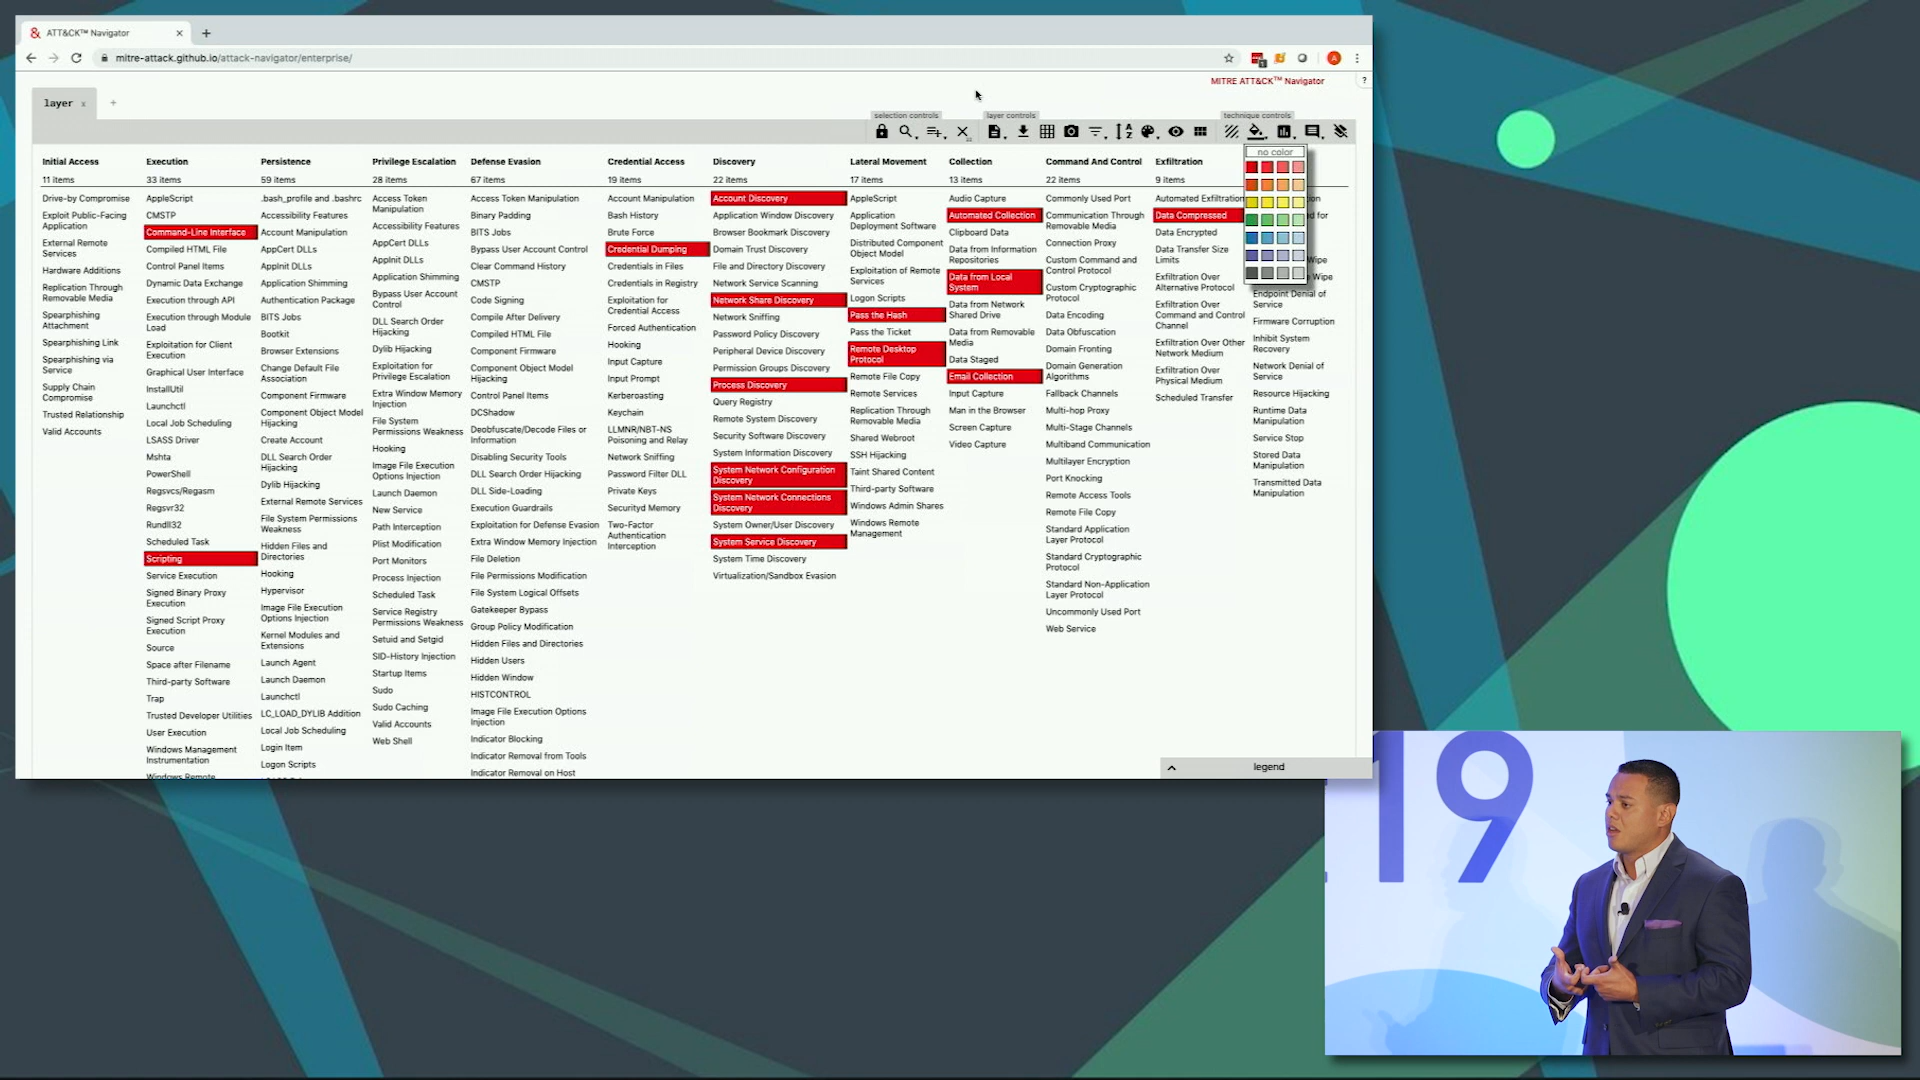 ATT&CK™ Navigator
mitre-attack.github.io/attack-navigator/enterprise/
MITRE ATT&CK™ Navigator
?
layer x
+
selection controls
layer controls
technique controls
no color
Initial Access
11 items
Drive-by Compromise
Exploit Public-Facing
Application
External Remote
Services
Hardware Additions
Replication Through
Removable Media
Spearphishing
Attachment
Spearphishing Link
Spearphishing via
Service
Supply Chain
Compromise
Trusted Relationship
Valid Accounts
Execution
33 items
AppleScript
CMSTP
Command-Line Interface
Compiled HTML File
Control Panel Items
Dynamic Data Exchange
Execution through API
Execution through Module
Load
Exploitation for Client
Execution
Graphical User Interface
InstallUtil
Launchctl
Local Job Scheduling
LSASS Driver
Mshta
PowerShell
Regsvcs/Regasm
Regsvr32
Rundll32
Scheduled Task
Scripting
Service Execution
Signed Binary Proxy
Execution
Signed Script Proxy
Execution
Source
Space after Filename
Third-party Software
Trap
Trusted Developer Utilities
User Execution
Windows Management
Instrumentation
Windows Remote
Persistence
59 items
.bash_profile and .bashrc
Accessibility Features
Account Manipulation
AppCert DLLs
AppInit DLLs
Application Shimming
Authentication Package
BITS Jobs
Bootkit
Browser Extensions
Change Default File
Association
Component Firmware
Component Object Model
Hijacking
Create Account
DLL Search Order
Hijacking
Dylib Hijacking
External Remote Services
File System Permissions
Weakness
Hidden Files and
Directories
Hooking
Hypervisor
Image File Execution
Options Injection
Kernel Modules and
Extensions
Launch Agent
Launch Daemon
Launchctl
LC_LOAD_DYLIB Addition
Local Job Scheduling
Login Item
Logon Scripts
Privilege Escalation
28 items
Access Token
Manipulation
Accessibility Features
AppCert DLLs
AppInit DLLs
Application Shimming
Bypass User Account
Control
DLL Search Order
Hijacking
Dylib Hijacking
Exploitation for
Privilege Escalation
Extra Window Memory
Injection
File System
Permissions Weakness
Hooking
Image File Execution
Options Injection
Launch Daemon
New Service
Path Interception
Plist Modification
Port Monitors
Process Injection
Scheduled Task
Service Registry
Permissions Weakness
Setuid and Setgid
SID-History Injection
Startup Items
Sudo
Sudo Caching
Valid Accounts
Web Shell
Defense Evasion
67 items
Access Token Manipulation
Binary Padding
BITS Jobs
Bypass User Account Control
Clear Command History
CMSTP
Code Signing
Compile After Delivery
Compiled HTML File
Component Firmware
Component Object Model
Hijacking
Control Panel Items
DCShadow
Deobfuscate/Decode Files or
Information
Disabling Security Tools
DLL Search Order Hijacking
DLL Side-Loading
Execution Guardrails
Exploitation for Defense Evasion
Extra Window Memory Injection
File Deletion
File Permissions Modification
File System Logical Offsets
Gatekeeper Bypass
Group Policy Modification
Hidden Files and Directories
Hidden Users
Hidden Window
HISTCONTROL
Image File Execution Options
Injection
Indicator Blocking
Indicator Removal from Tools
Indicator Removal on Host
Credential Access
19 items
Account Manipulation
Bash History
Brute Force
Credential Dumping
Credentials in Files
Credentials in Registry
Exploitation for
Credential Access
Forced Authentication
Hooking
Input Capture
Input Prompt
Kerberoasting
Keychain
LLMNR/NBT-NS
Poisoning and Relay
Network Sniffing
Password Filter DLL
Private Keys
Securityd Memory
Two-Factor
Authentication
Interception
Discovery
22 items
Account Discovery
Application Window Discovery
Browser Bookmark Discovery
Domain Trust Discovery
File and Directory Discovery
Network Service Scanning
Network Share Discovery
Network Sniffing
Password Policy Discovery
Peripheral Device Discovery
Permission Groups Discovery
Process Discovery
Query Registry
Remote System Discovery
Security Software Discovery
System Information Discovery
System Network Configuration
Discovery
System Network Connections
Discovery
System Owner/User Discovery
System Service Discovery
System Time Discovery
Virtualization/Sandbox Evasion
Lateral Movement
17 items
AppleScript
Application
Deployment Software
Distributed Component
Object Model
Exploitation of Remote
Services
Logon Scripts
Pass the Hash
Pass the Ticket
Remote Desktop
Protocol
Remote File Copy
Remote Services
Replication Through
Removable Media
Shared Webroot
SSH Hijacking
Taint Shared Content
Third-party Software
Windows Admin Shares
Windows Remote
Management
Collection
13 items
Audio Capture
Automated Collection
Clipboard Data
Data from Information
Repositories
Data from Local
System
Data from Network
Shared Drive
Data from Removable
Media
Data Staged
Email Collection
Input Capture
Man in the Browser
Screen Capture
Video Capture
Command And Control
22 items
Commonly Used Port
Communication Through
Removable Media
Connection Proxy
Custom Command and
Control Protocol
Custom Cryptographic
Protocol
Data Encoding
Data Obfuscation
Domain Fronting
Domain Generation
Algorithms
Fallback Channels
Multi-hop Proxy
Multi-Stage Channels
Multiband Communication
Multilayer Encryption
Port Knocking
Remote Access Tools
Remote File Copy
Standard Application
Layer Protocol
Standard Cryptographic
Protocol
Standard Non-Application
Layer Protocol
Uncommonly Used Port
Web Service
Exfiltration
9 items
Automated Exfiltration
Data Compressed
Data Encrypted
Data Transfer Size
Limits
Exfiltration Over
Alternative Protocol
Exfiltration Over
Command and Control
Channel
Exfiltration Over Other
Network Medium
Exfiltration Over
Physical Medium
Scheduled Transfer
for
Wipe
Wipe
Endpoint Denial of
Service
Firmware Corruption
Inhibit System
Recovery
Network Denial of
Service
Resource Hijacking
Runtime Data
Manipulation
Service Stop
Stored Data
Manipulation
Transmitted Data
Manipulation
legend
19